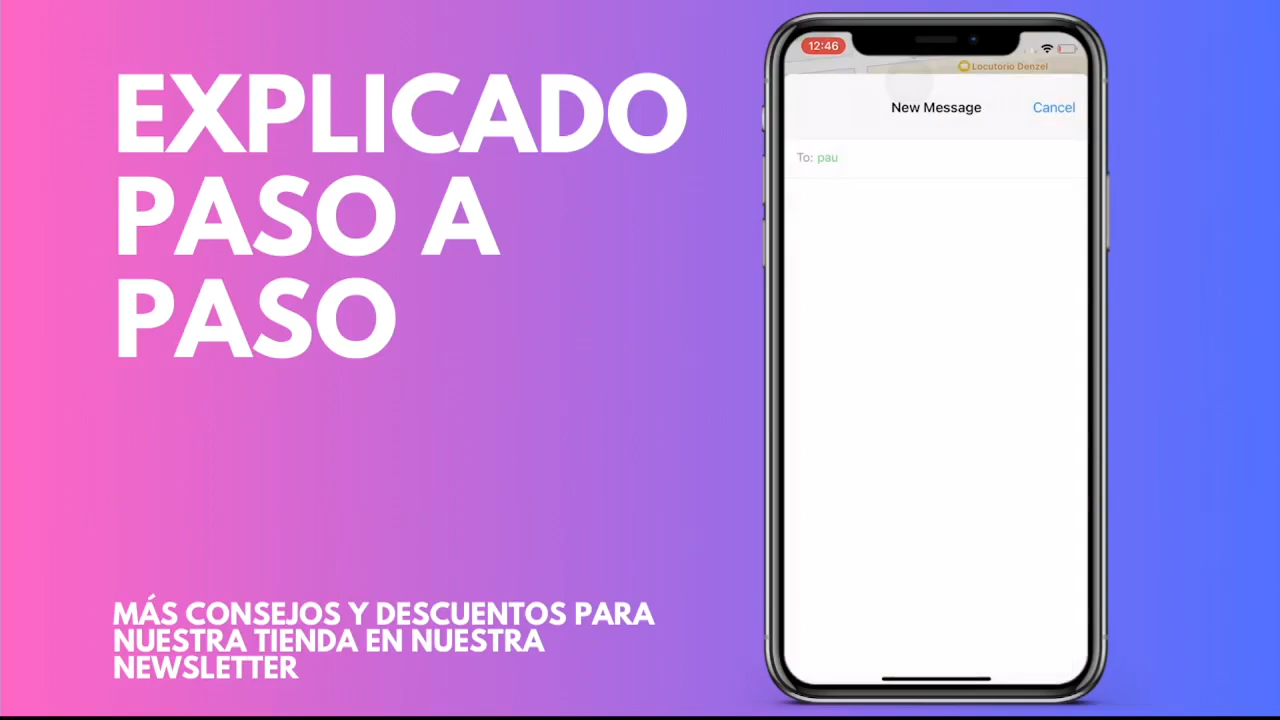 EXPLICADO
PASO A
PASO
MÁS CONSEJOS Y DESCUENTOS PARA
NUESTRA TIENDA EN NUESTRA
NEWSLETTER
12:46
Locutorio Denzel
New Message
Cancel
To: pau